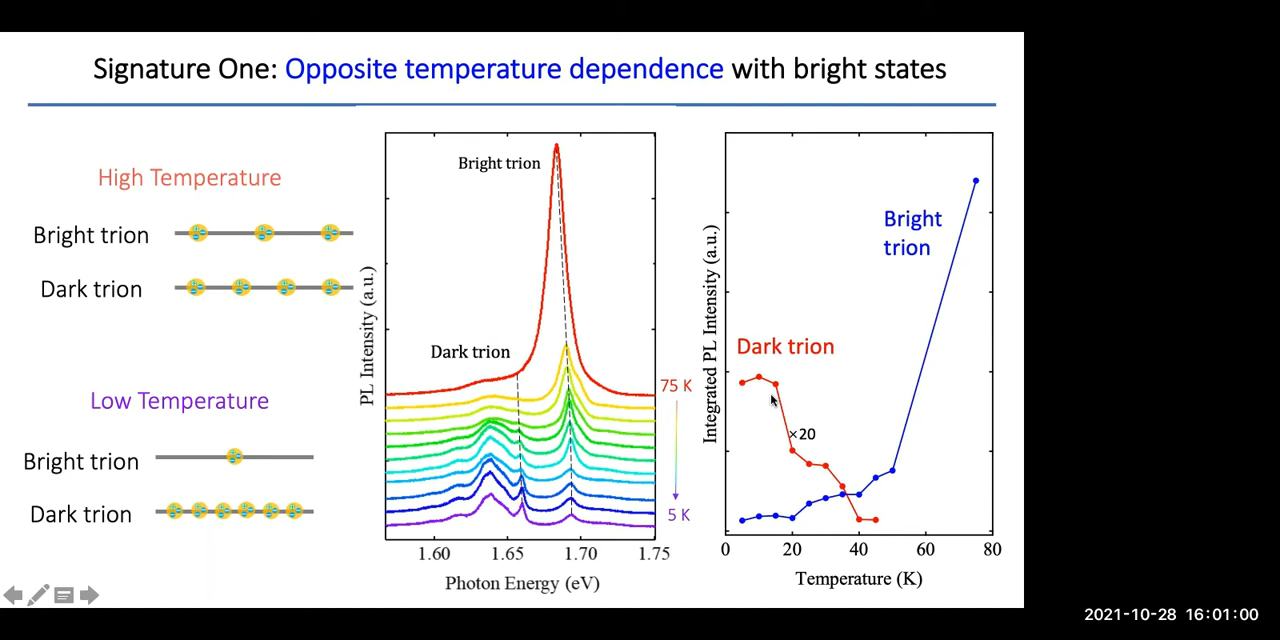 Signature One: Opposite temperature dependence with bright states
High Temperature
Bright trion
Dark trion
Low Temperature
Bright trion
Dark trion
PL Intensity (a.u.)
Bright trion
Dark trion
75 K
5 K
1.60
1.65
1.70
1.75
Photon Energy (eV)
Integrated PL Intensity (a.u.)
Bright
trion
Dark trion
×20
0
20
40
60
80
Temperature (K)
2021-10-28 16:01:00